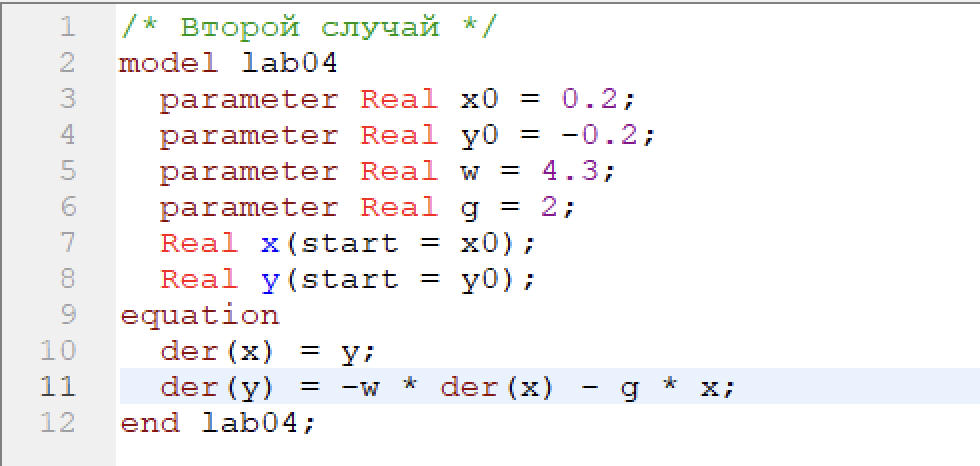 1 /* Второй случай */
2 model lab04
3   parameter Real x0 = 0.2;
4   parameter Real y0 = -0.2;
5   parameter Real w = 4.3;
6   parameter Real g = 2;
7   Real x(start = x0);
8   Real y(start = y0);
9 equation
10   der(x) = y;
11   der(y) = -w * der(x) - g * x;
12 end lab04;